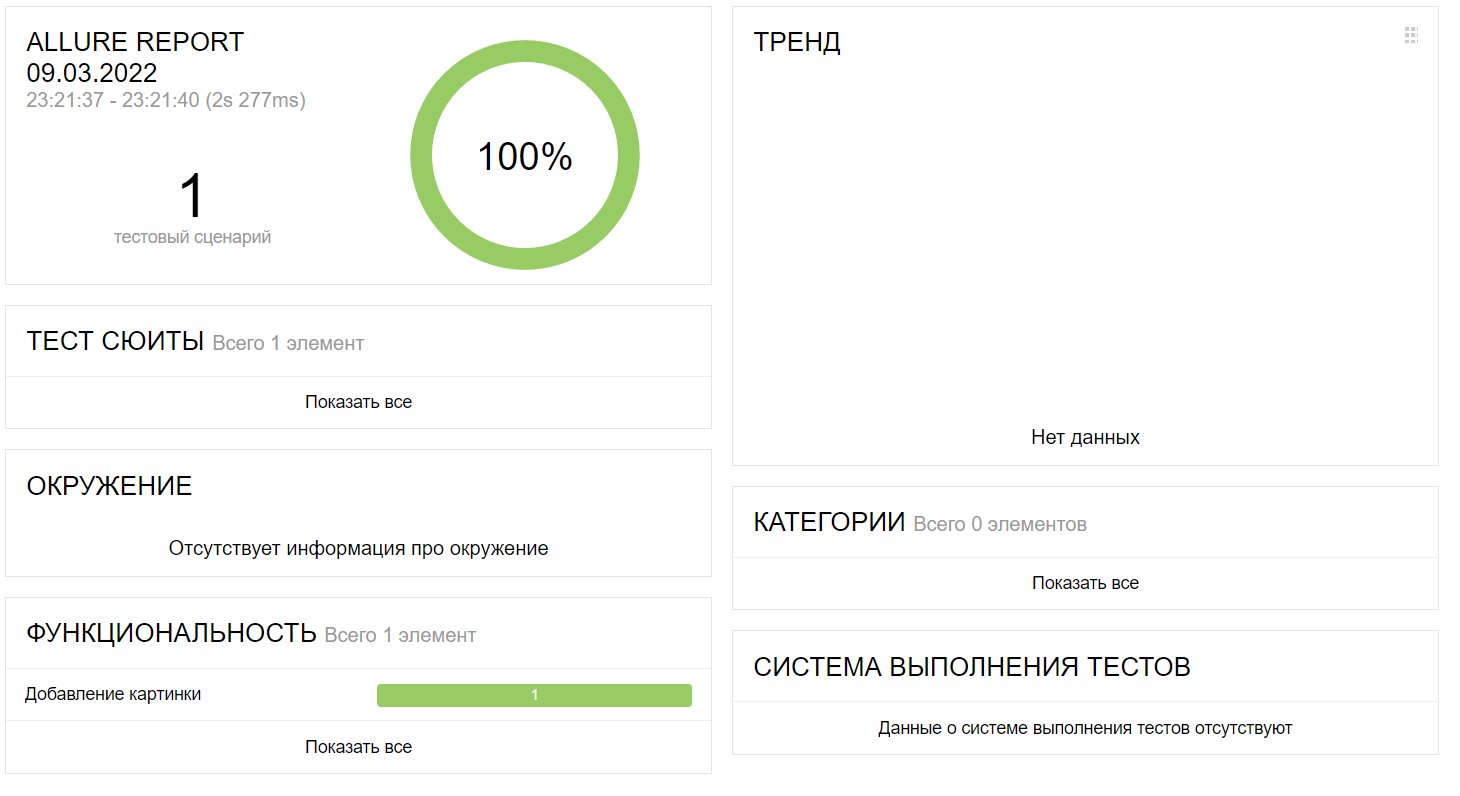 ALLURE REPORT
09.03.2022
23:21:37 - 23:21:40 (2s 277ms)
1
тестовый сценарий
100%
ТЕСТ СЮИТЫ Всего 1 элемент
Показать все
ОКРУЖЕНИЕ
Отсутствует информация про окружение
ФУНКЦИОНАЛЬНОСТЬ Всего 1 элемент
Добавление картинки 1
Показать все
ТРЕНД
Нет данных
КАТЕГОРИИ Всего 0 элементов
Показать все
СИСТЕМА ВЫПОЛНЕНИЯ ТЕСТОВ
Данные о системе выполнения тестов отсутствуют